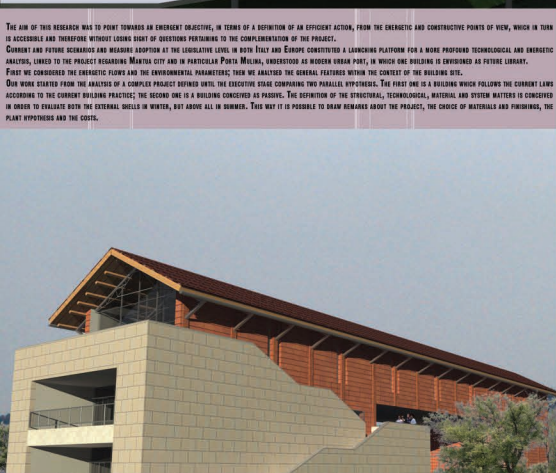 The aim of this research was to point towards an emergent objective, in terms of a definition of an efficient action, from the energetic and constructive points of view, which in turn
is accessible and therefore without losing sight of questions pertaining to the complementation of the project.
Current and future scenarios and measure adoption at the legislative level in both Italy and Europe constituted a launching platform for a more profound technological and energetic
analysis, linked to the project regarding Mantua city and in particular Porta Mulina, understood as modern urban port, in which one building is envisioned as future library.
First we considered the energetic flows and the environmental parameters; then we analysed the general features within the context of the building site.
Our work started from the analysis of a complex project defined until the executive stage comparing two parallel hypothesis. The first one is a building which follows the current laws
according to the current building practice; the second one is a building conceived as passive. The definition of the structural, technological, material and system matters is conceived
in order to evaluate both the external shells in winter, but above all in summer. This way it is possible to draw remarks about the project, the choice of materials and finishings, the
plant hypothesis and the costs.